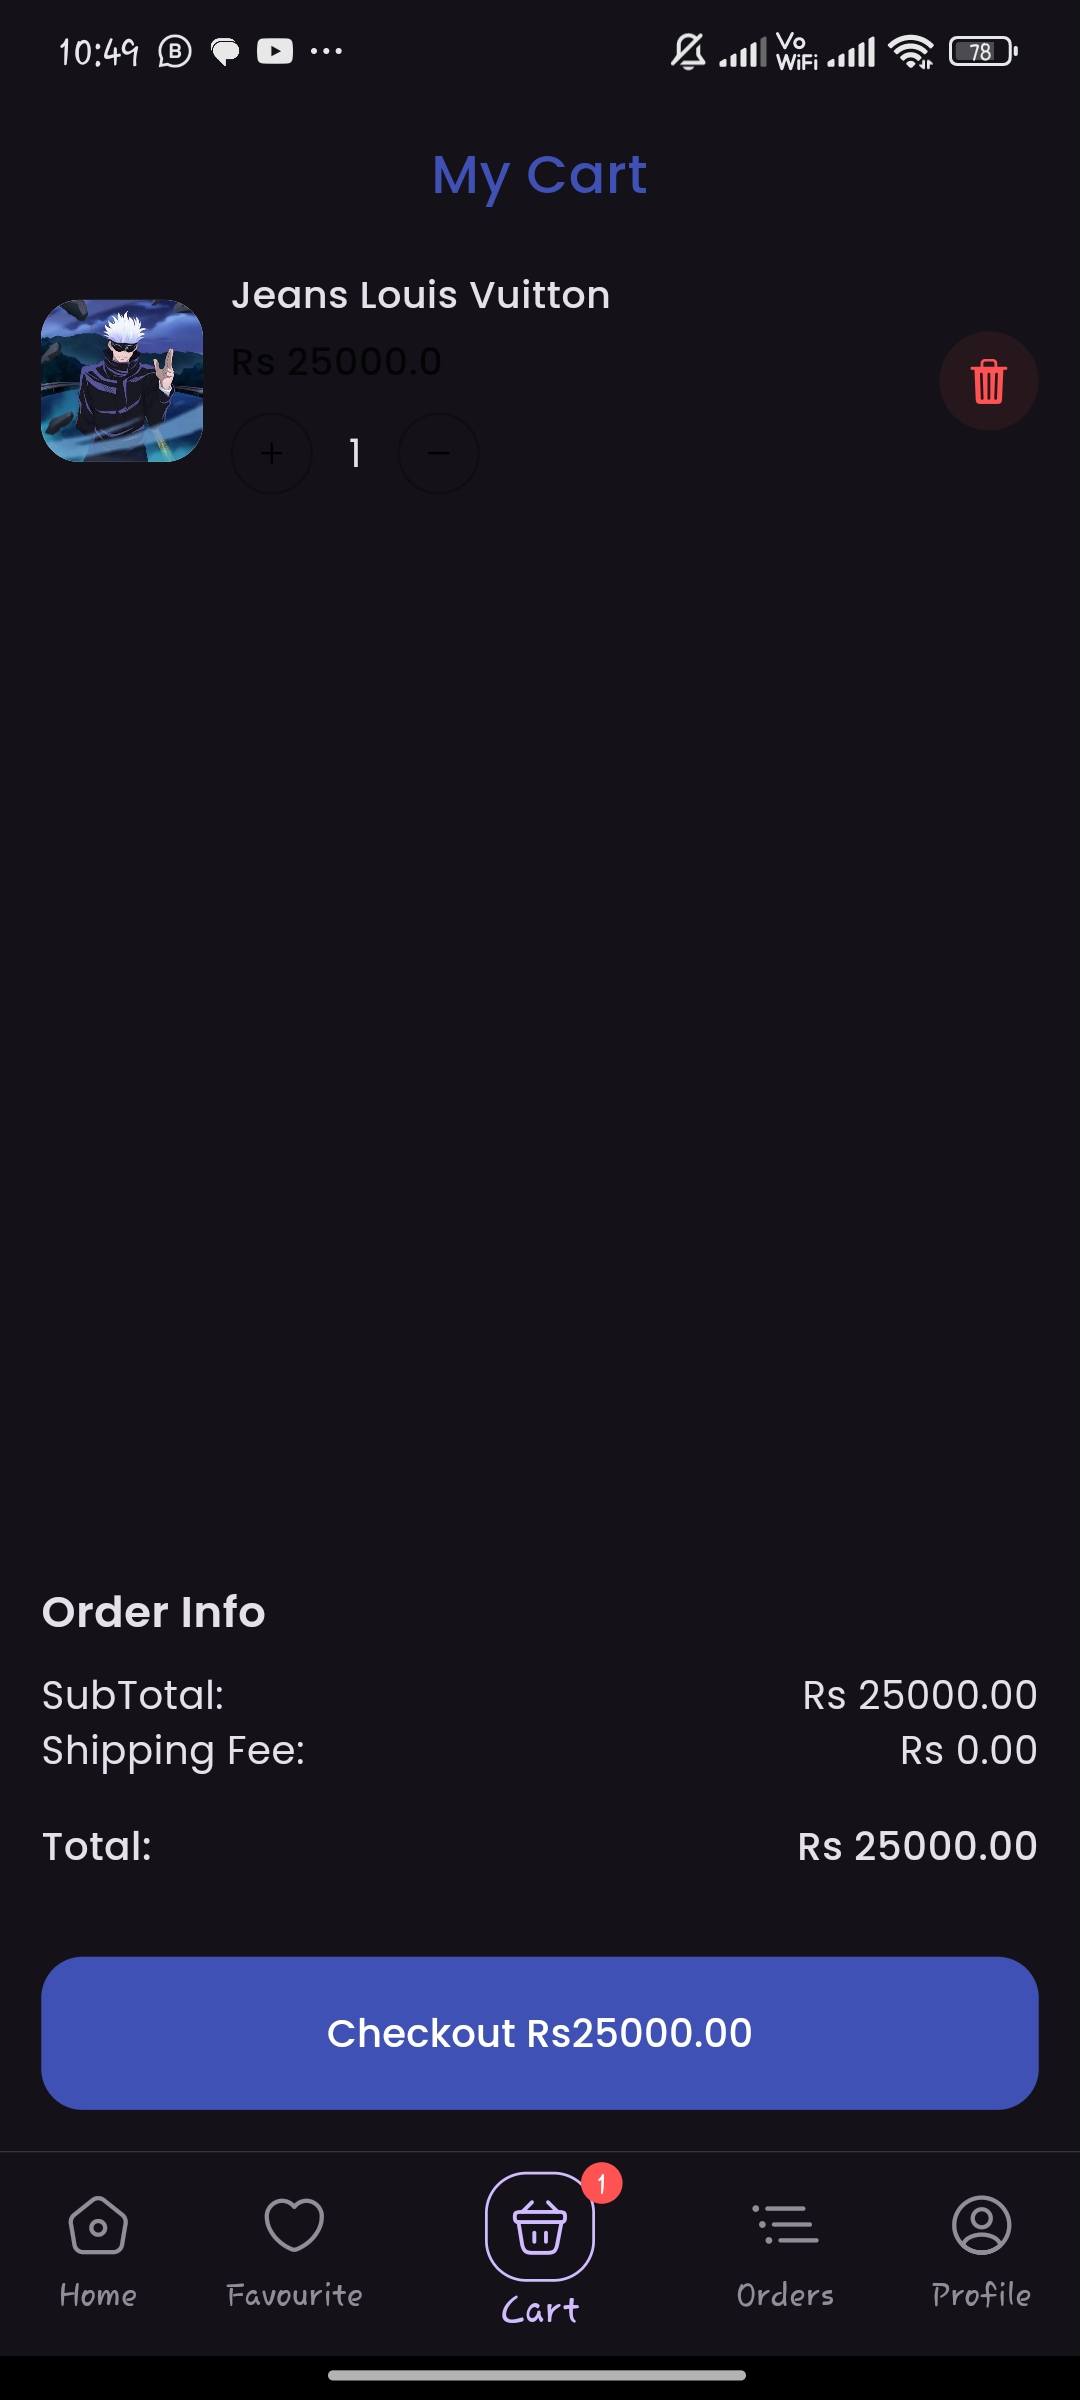 10:49
Vo
WiFi
78
My Cart
Jeans Louis Vuitton
Rs 25000.0
+ 1 −
Order Info
SubTotal: Rs 25000.00
Shipping Fee: Rs 0.00
Total: Rs 25000.00
Checkout Rs25000.00
1
Home Favourite Cart Orders Profile